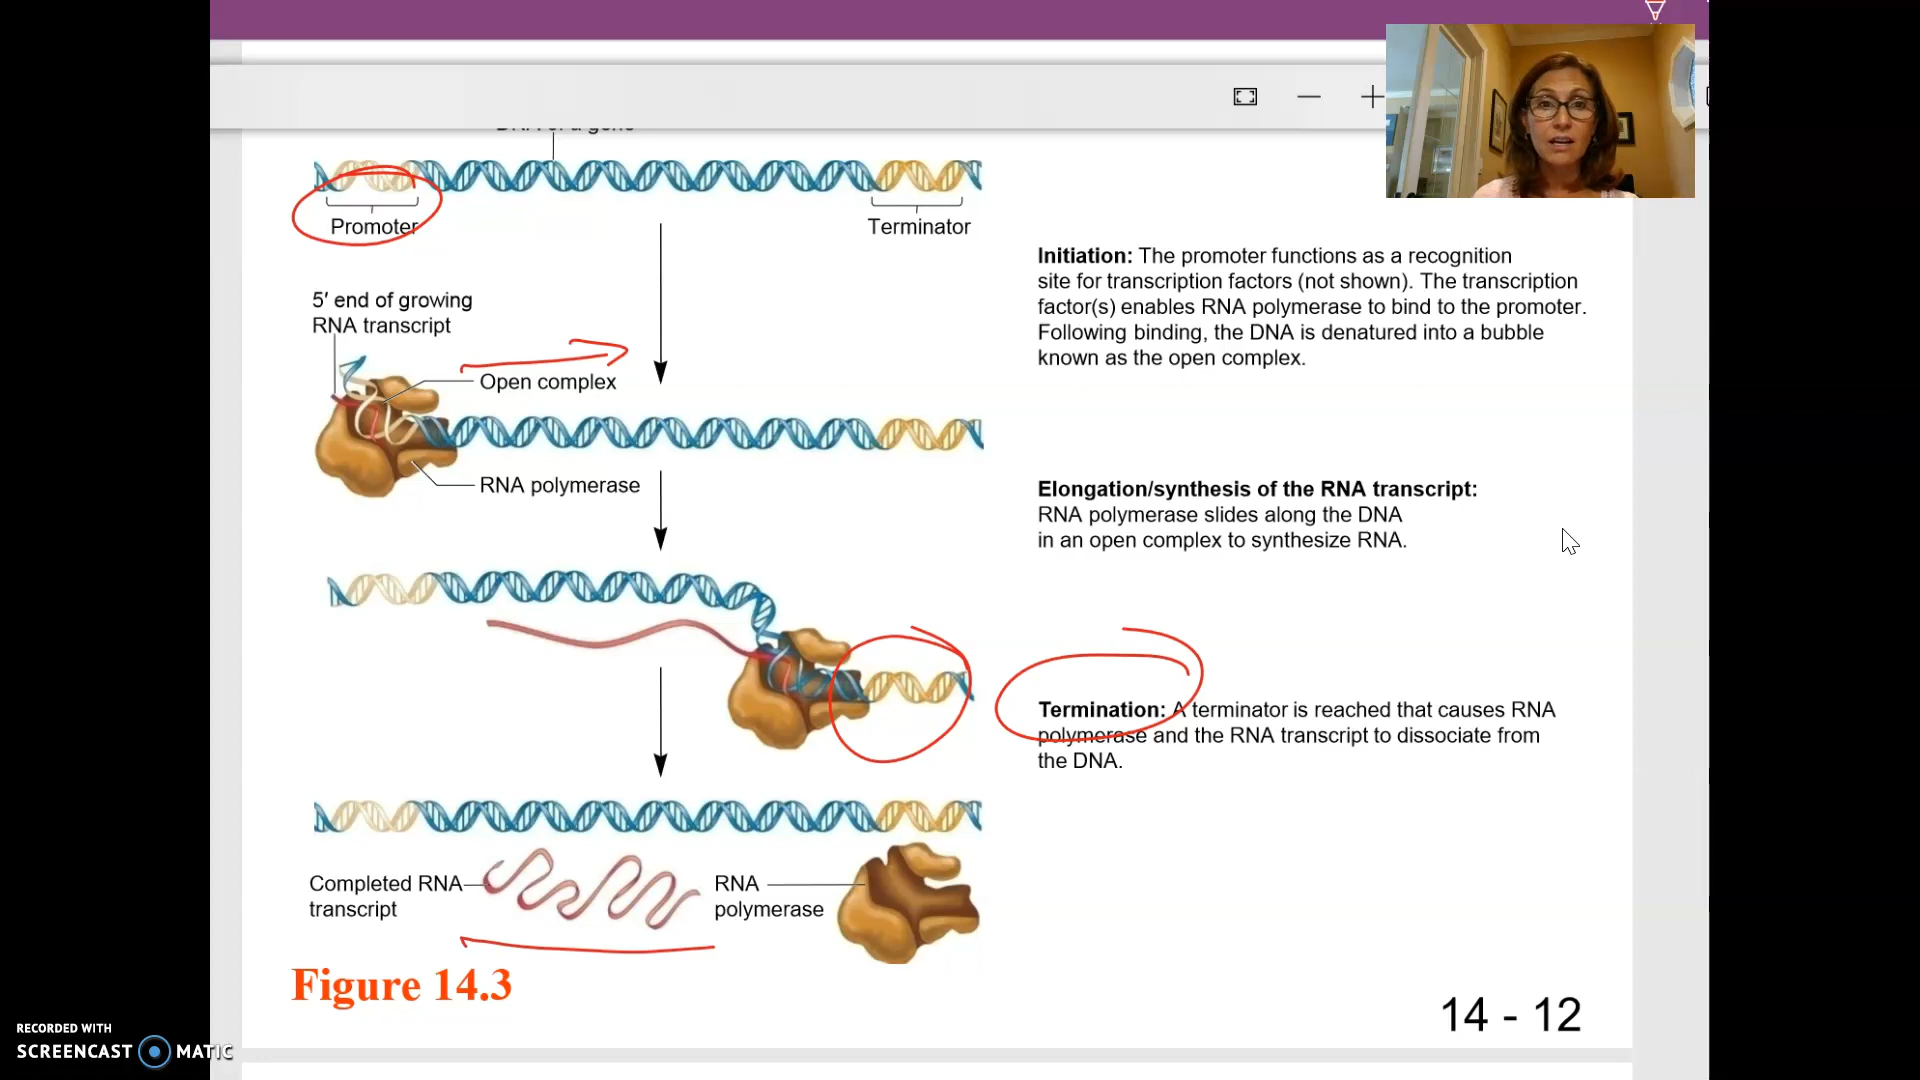 DNA of a gene
Promoter
Terminator
5′ end of growing
RNA transcript
Open complex
RNA polymerase
Initiation: The promoter functions as a recognition
site for transcription factors (not shown). The transcription
factor(s) enables RNA polymerase to bind to the promoter.
Following binding, the DNA is denatured into a bubble
known as the open complex.
Elongation/synthesis of the RNA transcript:
RNA polymerase slides along the DNA
in an open complex to synthesize RNA.
Termination: A terminator is reached that causes RNA
polymerase and the RNA transcript to dissociate from
the DNA.
Completed RNA
transcript
RNA
polymerase
Figure 14.3
14 - 12
RECORDED WITH
SCREENCAST MATIC